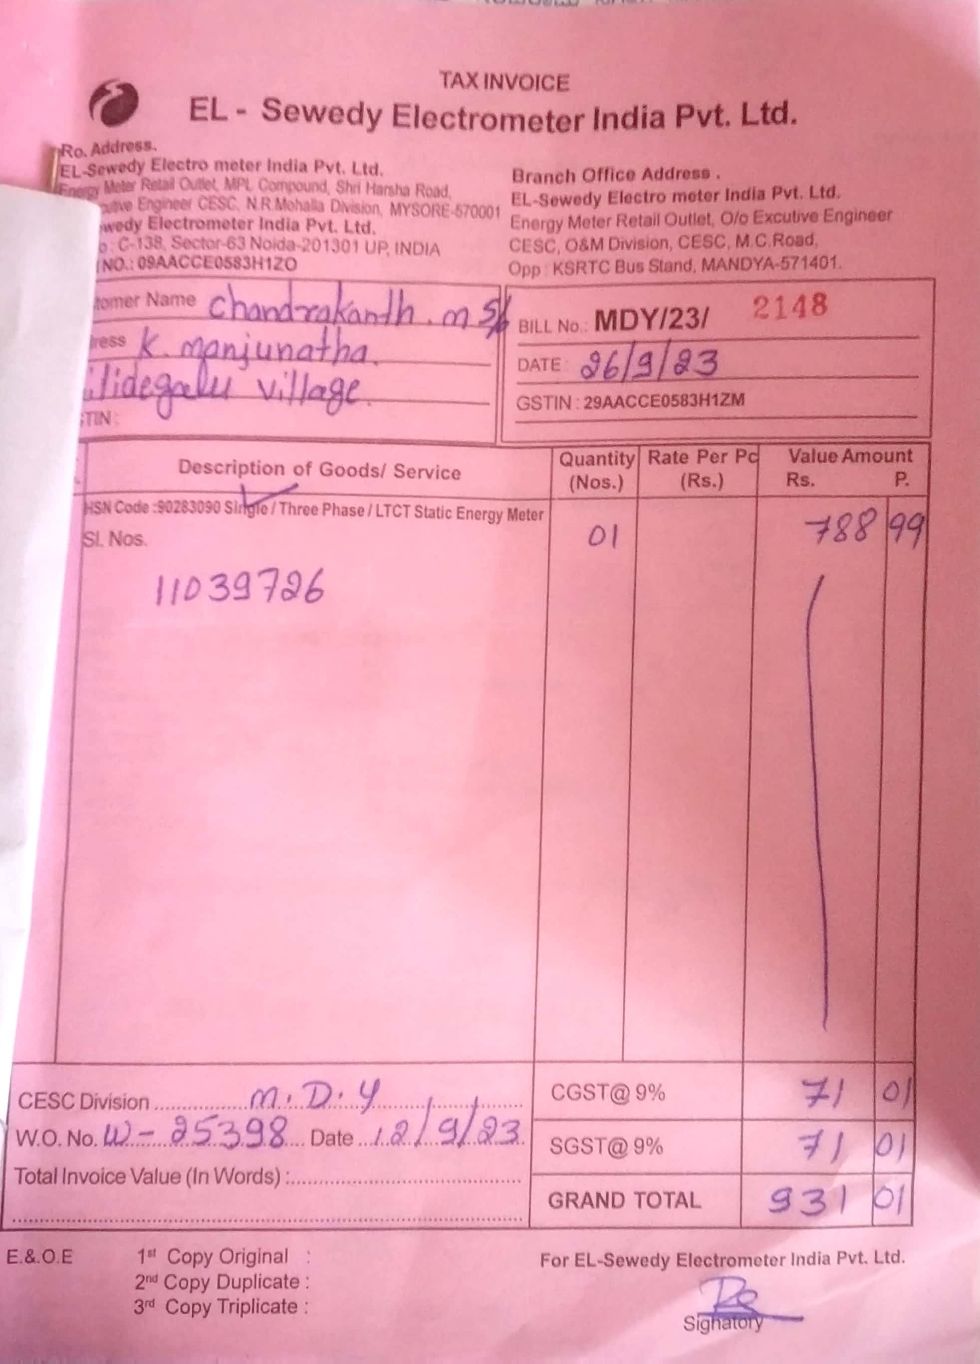 TAX INVOICE
EL - Sewedy Electrometer India Pvt. Ltd.
Ro. Address.
EL-Sewedy Electro meter India Pvt. Ltd.
Energy Meter Retail Outlet, MPL Compound, Shri Harsha Road,
Engineer CESC, N.R.Mohalla Division, MYSORE-570001
Electrometer India Pvt. Ltd.
C-138, Sector-63 Noida-201301 UP, INDIA
NO.: 09AACCE0583H1ZO
Branch Office Address .
EL-Sewedy Electro meter India Pvt. Ltd.
Energy Meter Retail Outlet, O/o Excutive Engineer
CESC, O&M Division, CESC, M.C.Road,
Opp : KSRTC Bus Stand, MANDYA-571401.
Name Chandrakandh . m S/o
K. manjunatha.
village.
TIN :
BILL No.: MDY/23/ 2148
DATE : 26/9/23
GSTIN : 29AACCE0583H1ZM
Description of Goods/ Service Quantity (Nos.) Rate Per Pc (Rs.) Value Amount Rs. P.
HSN Code :90283090 Single / Three Phase / LTCT Static Energy Meter
Sl. Nos. 01 788 99
11039726
CESC Division M.D.Y
W.O. No. W-25398 Date 12/9/23
Total Invoice Value (In Words) :
CGST@ 9% 71 01
SGST@ 9% 71 01
GRAND TOTAL 931 01
E.&.O.E
1st Copy Original :
2nd Copy Duplicate :
3rd Copy Triplicate :
For EL-Sewedy Electrometer India Pvt. Ltd.
Signatory